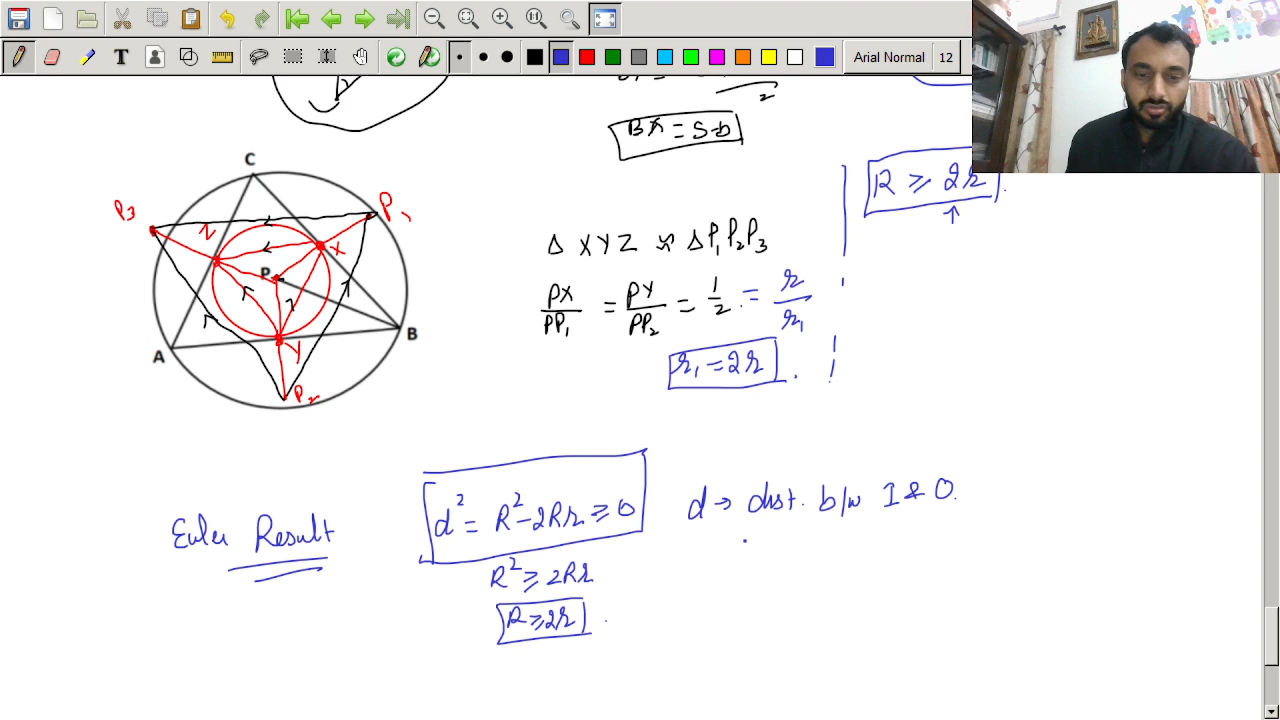 Arial Normal 12
BX = S-b
R ≥ 2r
C
P3
P1
Z
X
P
B
A
Y
P2
Δ XYZ ∼ Δ P1P2P3
PX/PP1 = PY/PP2 = 1/2 = r/r1
r1 = 2r
Euler Result
d² = R² - 2Rr ≥ 0
d → dist. b/w I & O.
R² ≥ 2Rr
R ≥ 2r